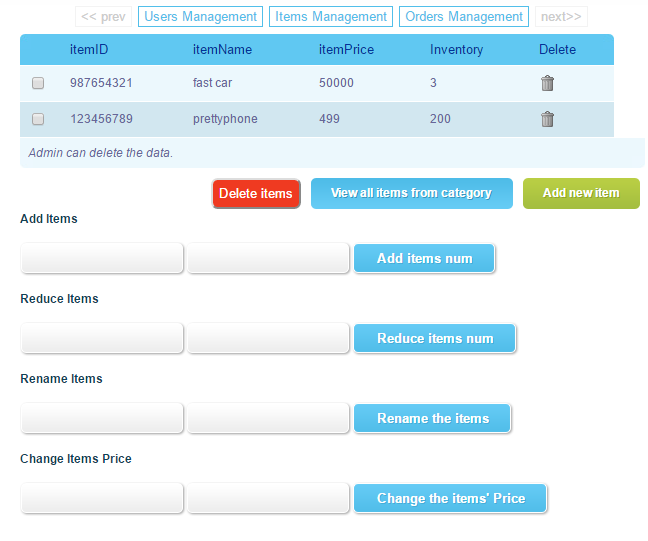 << prev Users Management Items Management Orders Management next>>
itemID itemName itemPrice Inventory Delete
987654321 fast car 50000 3
123456789 prettyphone 499 200
Admin can delete the data.
Delete items View all items from category Add new item
Add Items
Add items num
Reduce Items
Reduce items num
Rename Items
Rename the items
Change Items Price
Change the items' Price